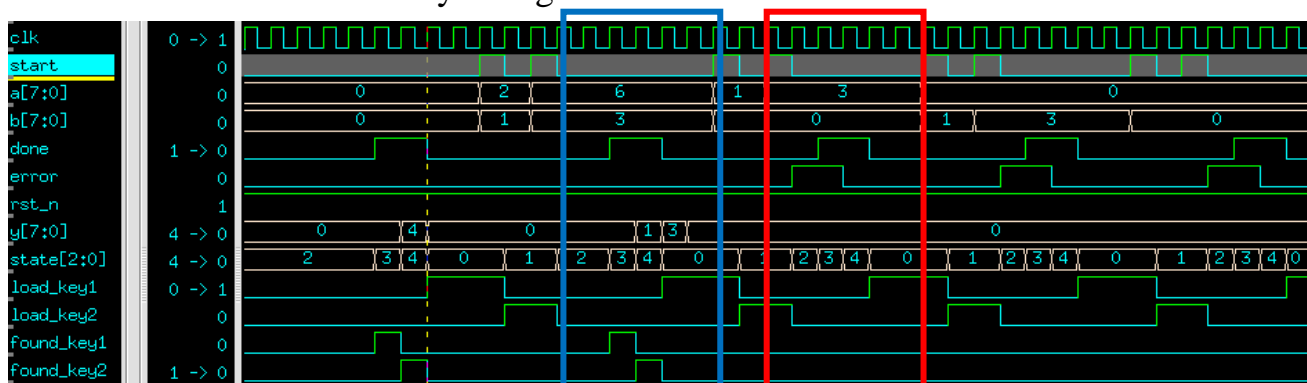 clk 0 -> 1
start 0
a[7:0] 0 0 2 6 1 3 0
b[7:0] 0 0 1 3 0 1 3 0
done 1 -> 0
error 0
rst_n 1
y[7:0] 4 -> 0 0 4 0 1 3 0
state[2:0] 4 -> 0 2 3 4 0 1 2 3 4 0 1 2 3 4 0 1 2 3 4 0 1 2 3 4 0
load_key1 0 -> 1
load_key2 0
found_key1 0
found_key2 1 -> 0